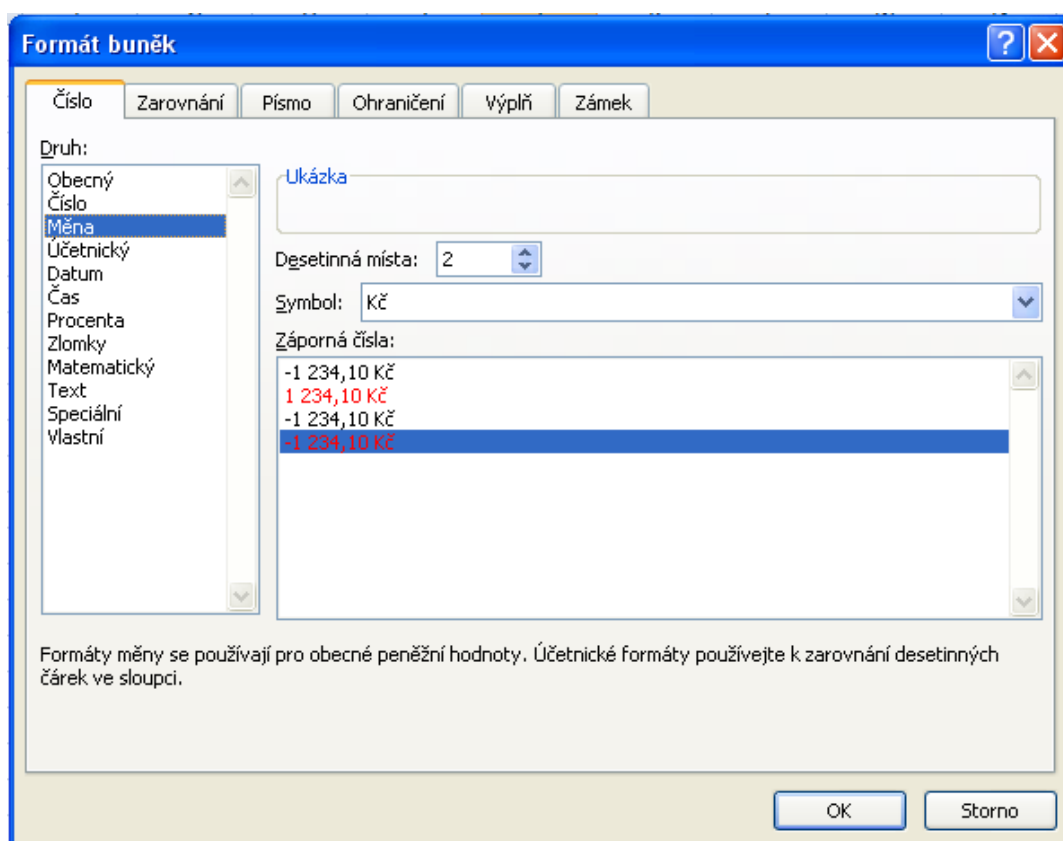 Formát buněk
Číslo Zarovnání Písmo Ohraničení Výplň Zámek
Druh:
Obecný
Číslo
Měna
Účetnický
Datum
Čas
Procenta
Zlomky
Matematický
Text
Speciální
Vlastní
Ukázka
Desetinná místa: 2
Symbol: Kč
Záporná čísla:
-1 234,10 Kč
1 234,10 Kč
-1 234,10 Kč
-1 234,10 Kč
Formáty měny se používají pro obecné peněžní hodnoty. Účetnické formáty používejte k zarovnání desetinných
čárek ve sloupci.
OK Storno